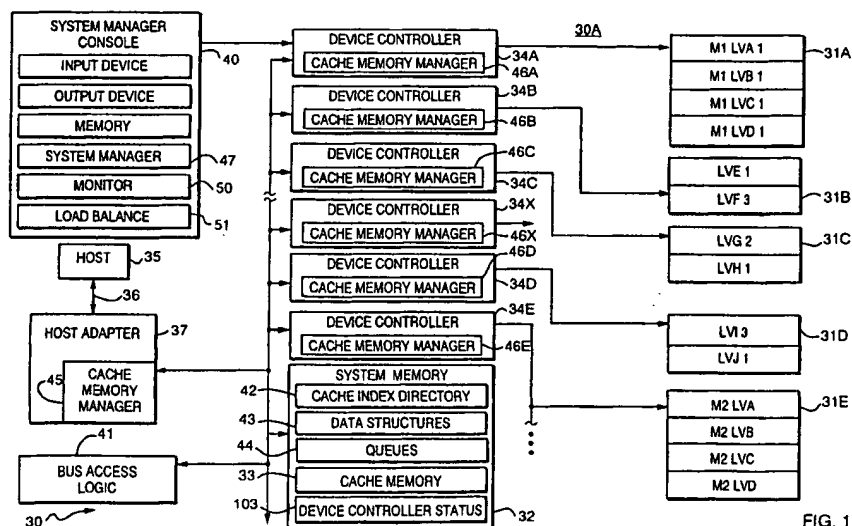 SYSTEM MANAGER
CONSOLE
INPUT DEVICE
OUTPUT DEVICE
MEMORY
SYSTEM MANAGER
MONITOR
LOAD BALANCE
40
47
50
51
HOST
35
36
HOST ADAPTER
37
45
CACHE
MEMORY
MANAGER
41
BUS ACCESS
LOGIC
30
DEVICE CONTROLLER
CACHE MEMORY MANAGER
34A
46A
DEVICE CONTROLLER
CACHE MEMORY MANAGER
34B
46B
DEVICE CONTROLLER
CACHE MEMORY MANAGER
46C
34C
DEVICE CONTROLLER
CACHE MEMORY MANAGER
34X
46X
DEVICE CONTROLLER
CACHE MEMORY MANAGER
46D
34D
DEVICE CONTROLLER
CACHE MEMORY MANAGER
34E
46E
SYSTEM MEMORY
42
CACHE INDEX DIRECTORY
43
DATA STRUCTURES
44
QUEUES
33
CACHE MEMORY
103
DEVICE CONTROLLER STATUS
32
30A
M1 LVA 1
M1 LVB 1
M1 LVC 1
M1 LVD 1
31A
LVE 1
LVF 3
31B
LVG 2
LVH 1
31C
LVI 3
LVJ 1
31D
M2 LVA
M2 LVB
M2 LVC
M2 LVD
31E
FIG. 1